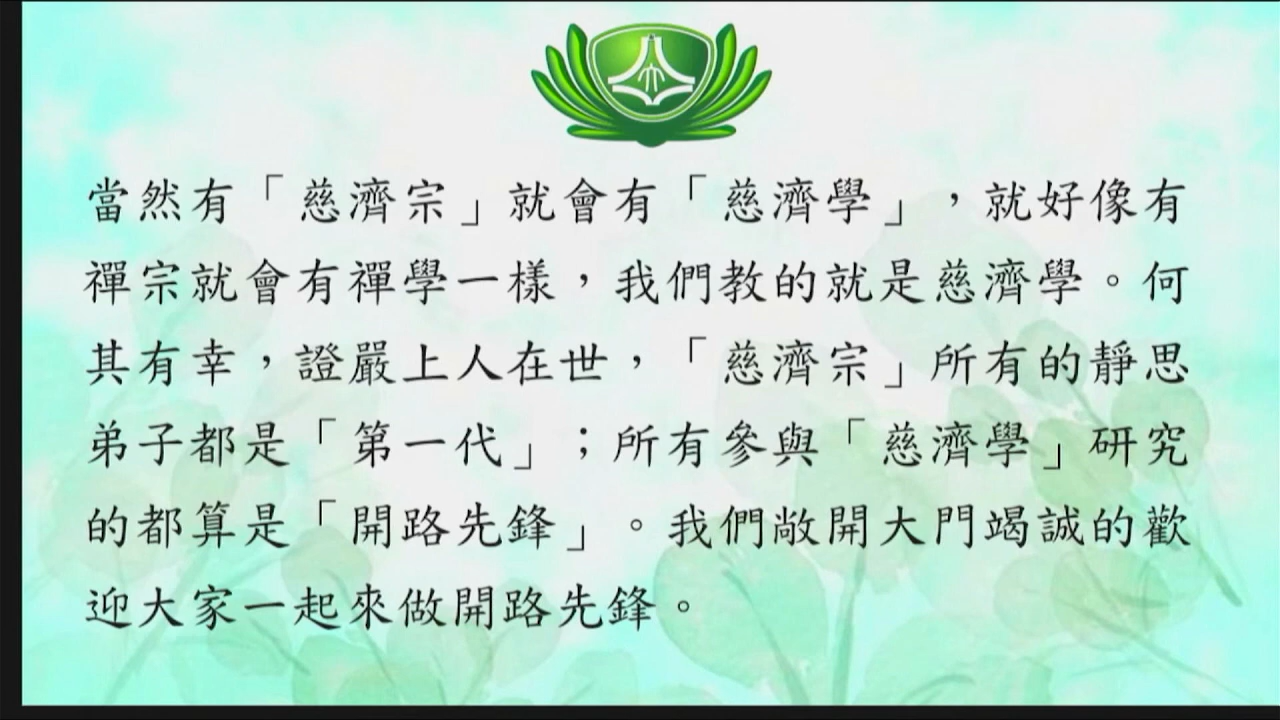 當然有「慈濟宗」就會有「慈濟學」，就好像有
禪宗就會有禪學一樣，我們教的就是慈濟學。何
其有幸，證嚴上人在世，「慈濟宗」所有的靜思
弟子都是「第一代」；所有參與「慈濟學」研究
的都算是「開路先鋒」。我們敞開大門竭誠的歡
迎大家一起來做開路先鋒。